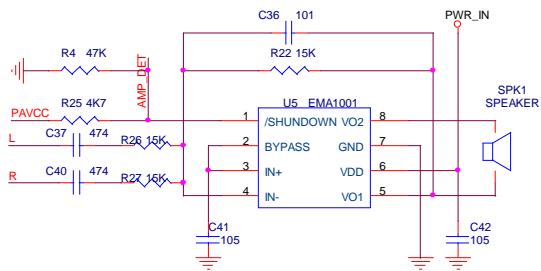 C36 101
PWR_IN
R4 47K
R22 15K
AMP_DET
R25 4K7
PAVCC
U5 EMA1001
SPK1
SPEAKER
1 /SHUNDOWN VO2 8
C37 474
L
R26 15K
2 BYPASS GND 7
C40 474
3 IN+ VDD 6
R
R27 15K
4 IN- VO1 5
C41
105
C42
105